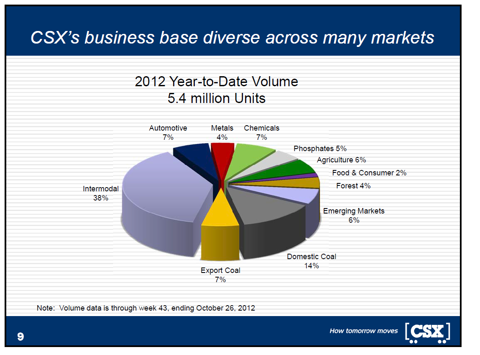 CSX's business base diverse across many markets
2012 Year-to-Date Volume
5.4 million Units
Automotive
7%
Metals
4%
Chemicals
7%
Phosphates 5%
Agriculture 6%
Food & Consumer 2%
Forest 4%
Emerging Markets
6%
Domestic Coal
14%
Export Coal
7%
Intermodal
38%
Note: Volume data is through week 43, ending October 26, 2012
9
How tomorrow moves
[CSX]